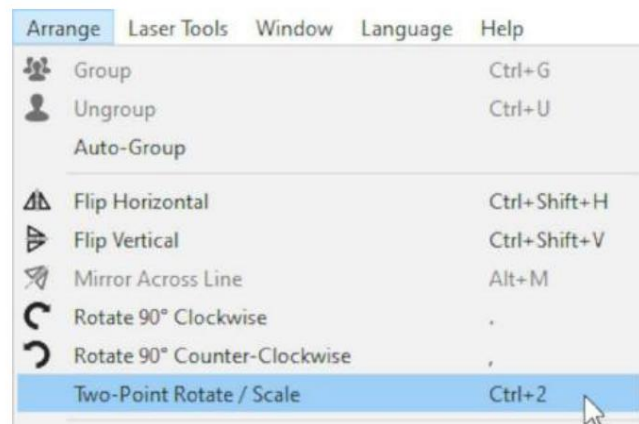 Arrange Laser Tools Window Language Help
Group Ctrl+G
Ungroup Ctrl+U
Auto-Group
Flip Horizontal Ctrl+Shift+H
Flip Vertical Ctrl+Shift+V
Mirror Across Line Alt+M
Rotate 90° Clockwise .
Rotate 90° Counter-Clockwise ,
Two-Point Rotate / Scale Ctrl+2